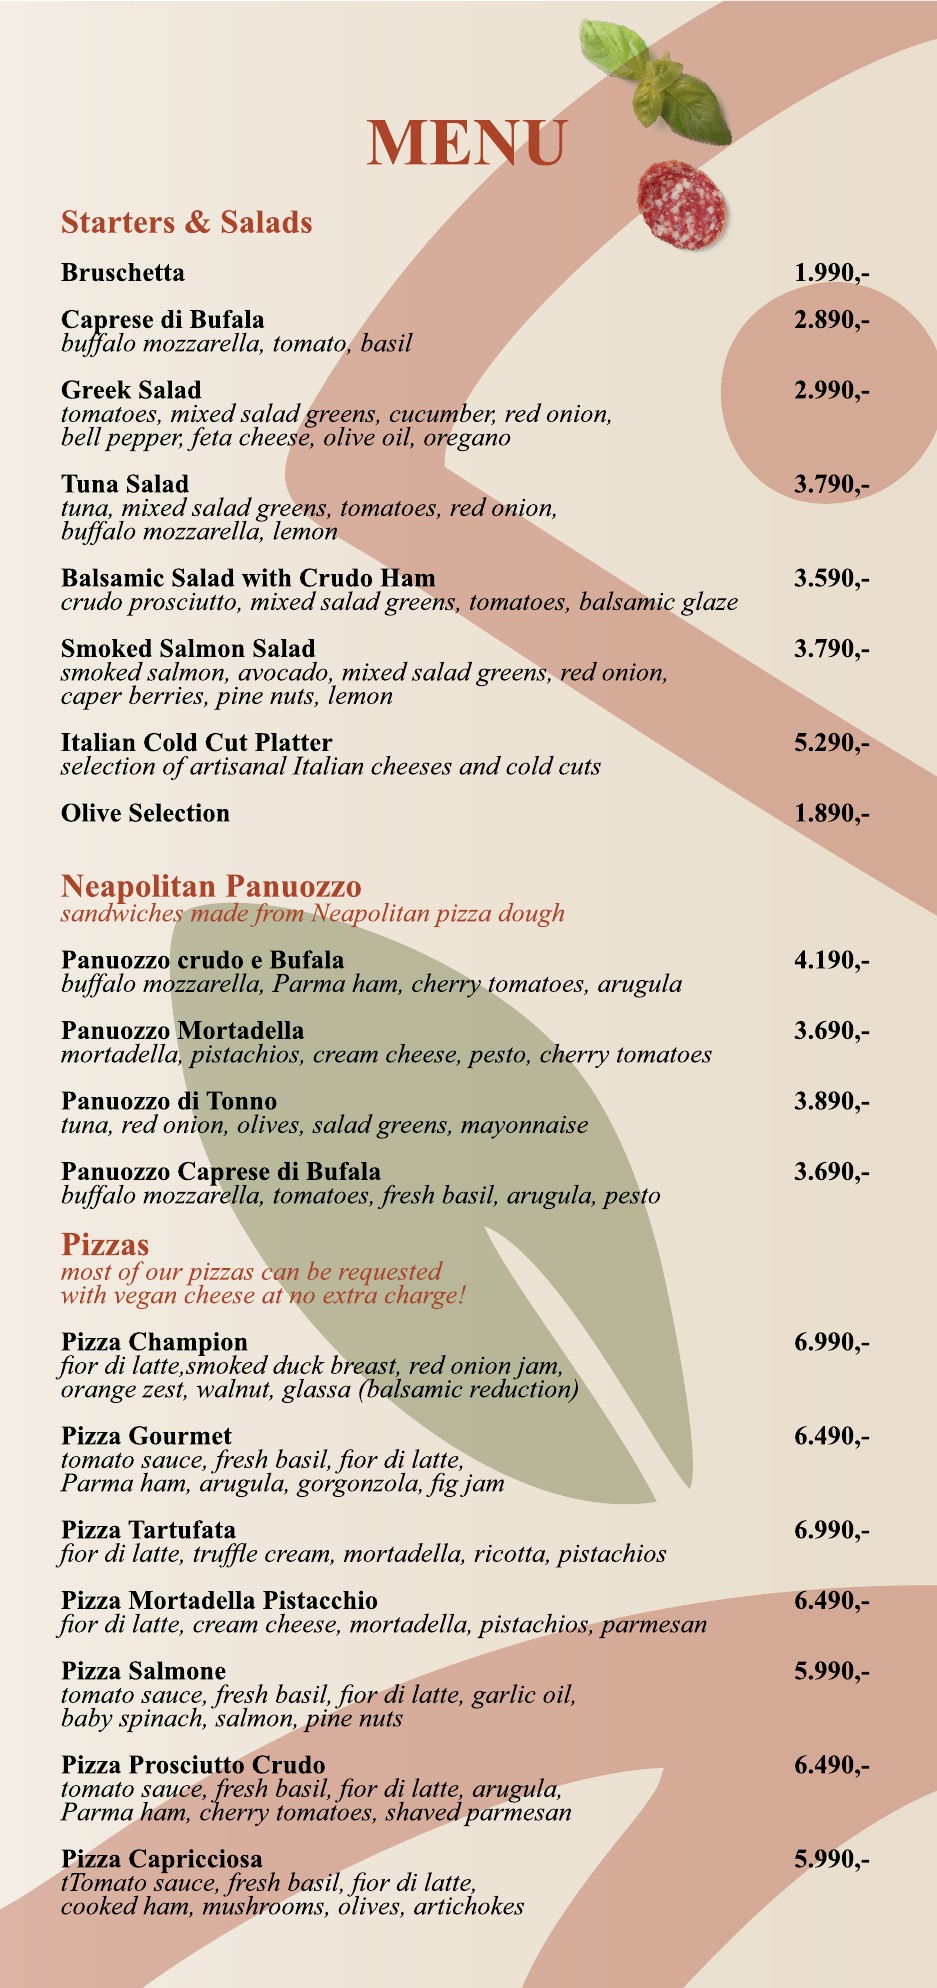 MENU
Starters & Salads
Bruschetta 1.990,-
Caprese di Bufala 2.890,-
buffalo mozzarella, tomato, basil
Greek Salad 2.990,-
tomatoes, mixed salad greens, cucumber, red onion,
bell pepper, feta cheese, olive oil, oregano
Tuna Salad 3.790,-
tuna, mixed salad greens, tomatoes, red onion,
buffalo mozzarella, lemon
Balsamic Salad with Crudo Ham 3.590,-
crudo prosciutto, mixed salad greens, tomatoes, balsamic glaze
Smoked Salmon Salad 3.790,-
smoked salmon, avocado, mixed salad greens, red onion,
caper berries, pine nuts, lemon
Italian Cold Cut Platter 5.290,-
selection of artisanal Italian cheeses and cold cuts
Olive Selection 1.890,-
Neapolitan Panuozzo
sandwiches made from Neapolitan pizza dough
Panuozzo crudo e Bufala 4.190,-
buffalo mozzarella, Parma ham, cherry tomatoes, arugula
Panuozzo Mortadella 3.690,-
mortadella, pistachios, cream cheese, pesto, cherry tomatoes
Panuozzo di Tonno 3.890,-
tuna, red onion, olives, salad greens, mayonnaise
Panuozzo Caprese di Bufala 3.690,-
buffalo mozzarella, tomatoes, fresh basil, arugula, pesto
Pizzas
most of our pizzas can be requested
with vegan cheese at no extra charge!
Pizza Champion 6.990,-
fior di latte,smoked duck breast, red onion jam,
orange zest, walnut, glassa (balsamic reduction)
Pizza Gourmet 6.490,-
tomato sauce, fresh basil, fior di latte,
Parma ham, arugula, gorgonzola, fig jam
Pizza Tartufata 6.990,-
fior di latte, truffle cream, mortadella, ricotta, pistachios
Pizza Mortadella Pistacchio 6.490,-
fior di latte, cream cheese, mortadella, pistachios, parmesan
Pizza Salmone 5.990,-
tomato sauce, fresh basil, fior di latte, garlic oil,
baby spinach, salmon, pine nuts
Pizza Prosciutto Crudo 6.490,-
tomato sauce, fresh basil, fior di latte, arugula,
Parma ham, cherry tomatoes, shaved parmesan
Pizza Capricciosa 5.990,-
tTomato sauce, fresh basil, fior di latte,
cooked ham, mushrooms, olives, artichokes